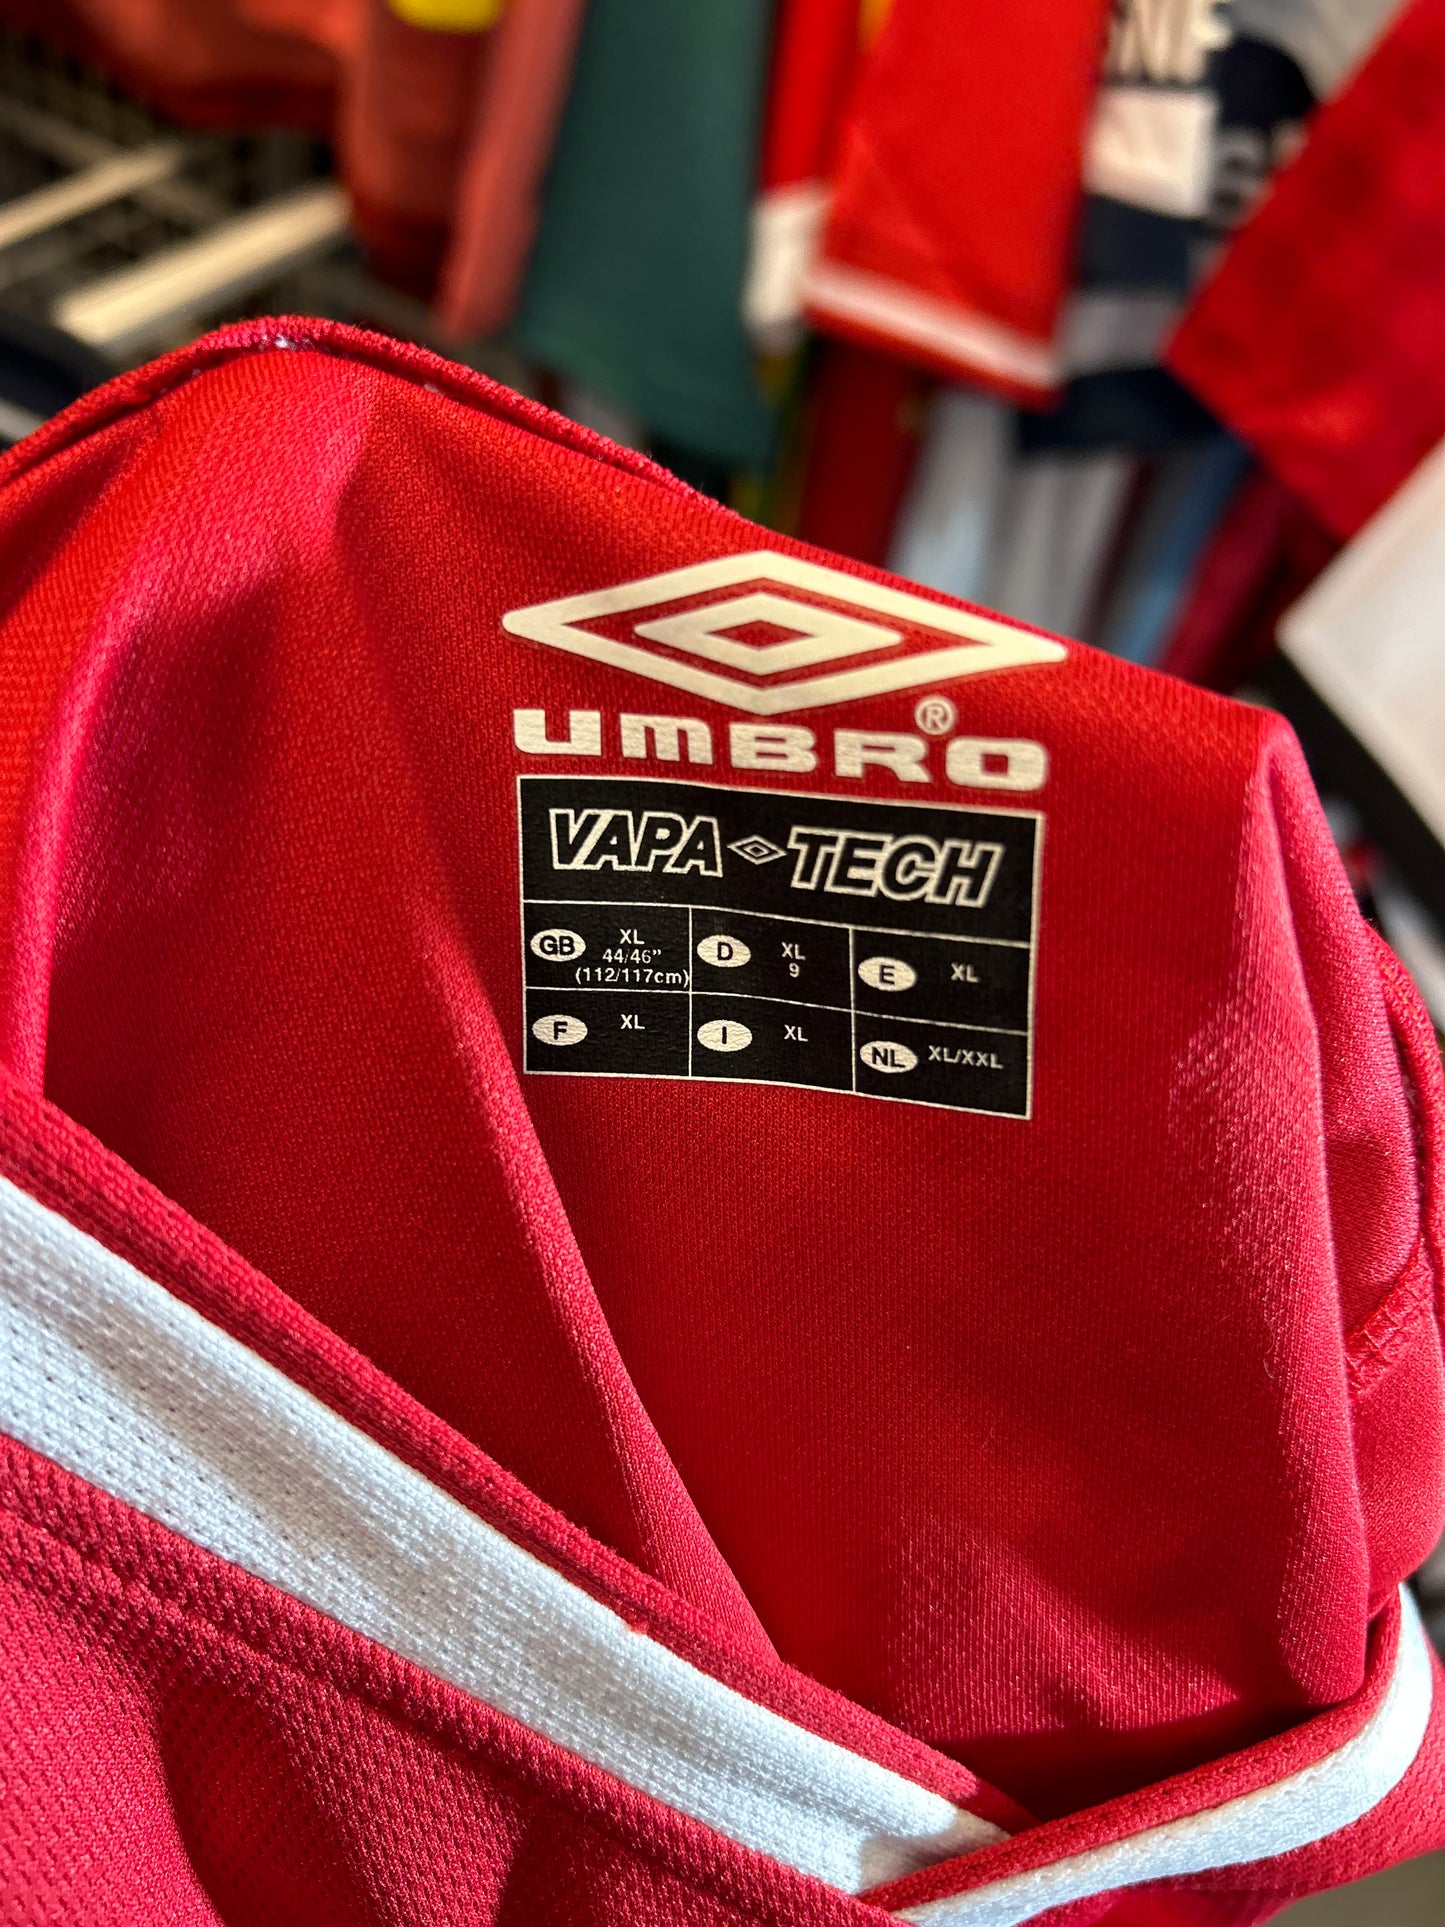 UMBRO®
VAPA TECH
GB XL
44/46"
(112/117cm)
D XL
9
E XL
F XL
I XL
NL XL/XXL